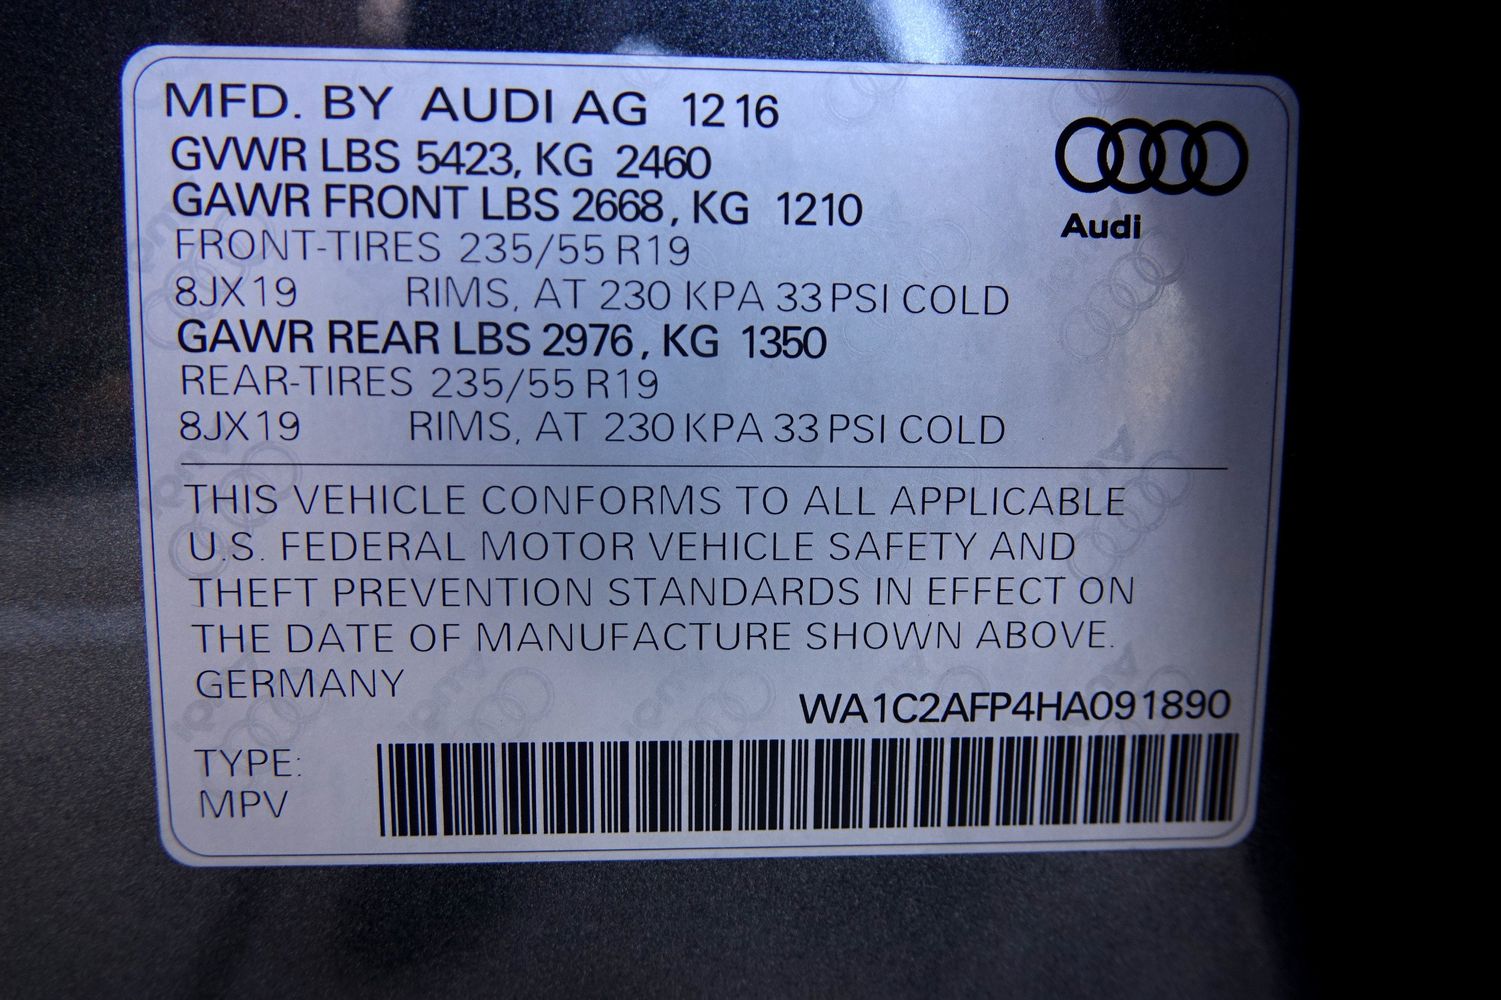 MFD. BY AUDI AG 12 16
GVWR LBS 5423, KG 2460
GAWR FRONT LBS 2668, KG 1210
FRONT-TIRES 235/55 R19
8JX19 RIMS, AT 230 KPA 33 PSI COLD
GAWR REAR LBS 2976, KG 1350
REAR-TIRES 235/55 R19
8JX19 RIMS, AT 230 KPA 33 PSI COLD
Audi
THIS VEHICLE CONFORMS TO ALL APPLICABLE
U.S. FEDERAL MOTOR VEHICLE SAFETY AND
THEFT PREVENTION STANDARDS IN EFFECT ON
THE DATE OF MANUFACTURE SHOWN ABOVE.
GERMANY
WA1C2AFP4HA091890
TYPE:
MPV